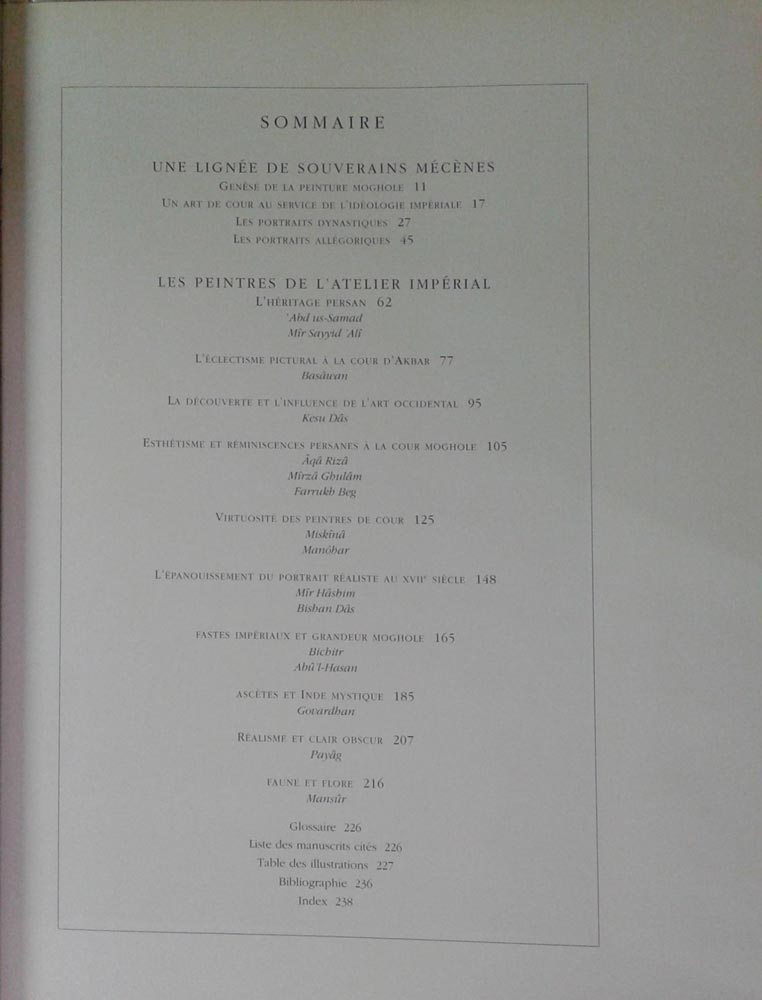 SOMMAIRE
UNE LIGNÉE DE SOUVERAINS MÉCÈNES
GENÈSE DE LA PEINTURE MOGHOLE 11
UN ART DE COUR AU SERVICE DE L'IDÉOLOGIE IMPÉRIALE 17
LES PORTRAITS DYNASTIQUES 27
LES PORTRAITS ALLÉGORIQUES 45
LES PEINTRES DE L'ATELIER IMPÉRIAL
L'HÉRITAGE PERSAN 62
'Abd us-Samad
Mîr Sayyid 'Alî
L'ÉCLECTISME PICTURAL À LA COUR D'AKBAR 77
Basâwan
LA DÉCOUVERTE ET L'INFLUENCE DE L'ART OCCIDENTAL 95
Kesu Dâs
ESTHÉTISME ET RÉMINISCENCES PERSANES À LA COUR MOGHOLE 105
Âqâ Rizâ
Mîrzâ Ghulâm
Farrukh Beg
VIRTUOSITÉ DES PEINTRES DE COUR 125
Miskînâ
Manôhar
L'ÉPANOUISSEMENT DU PORTRAIT RÉALISTE AU XVIIe SIÈCLE 148
Mîr Hâshim
Bishan Dâs
FASTES IMPÉRIAUX ET GRANDEUR MOGHOLE 165
Bichitr
Abû'l-Hasan
ASCÈTES ET INDE MYSTIQUE 185
Govardhan
RÉALISME ET CLAIR OBSCUR 207
Payâg
FAUNE ET FLORE 216
Mansûr
Glossaire 226
Liste des manuscrits cités 226
Table des illustrations 227
Bibliographie 236
Index 238